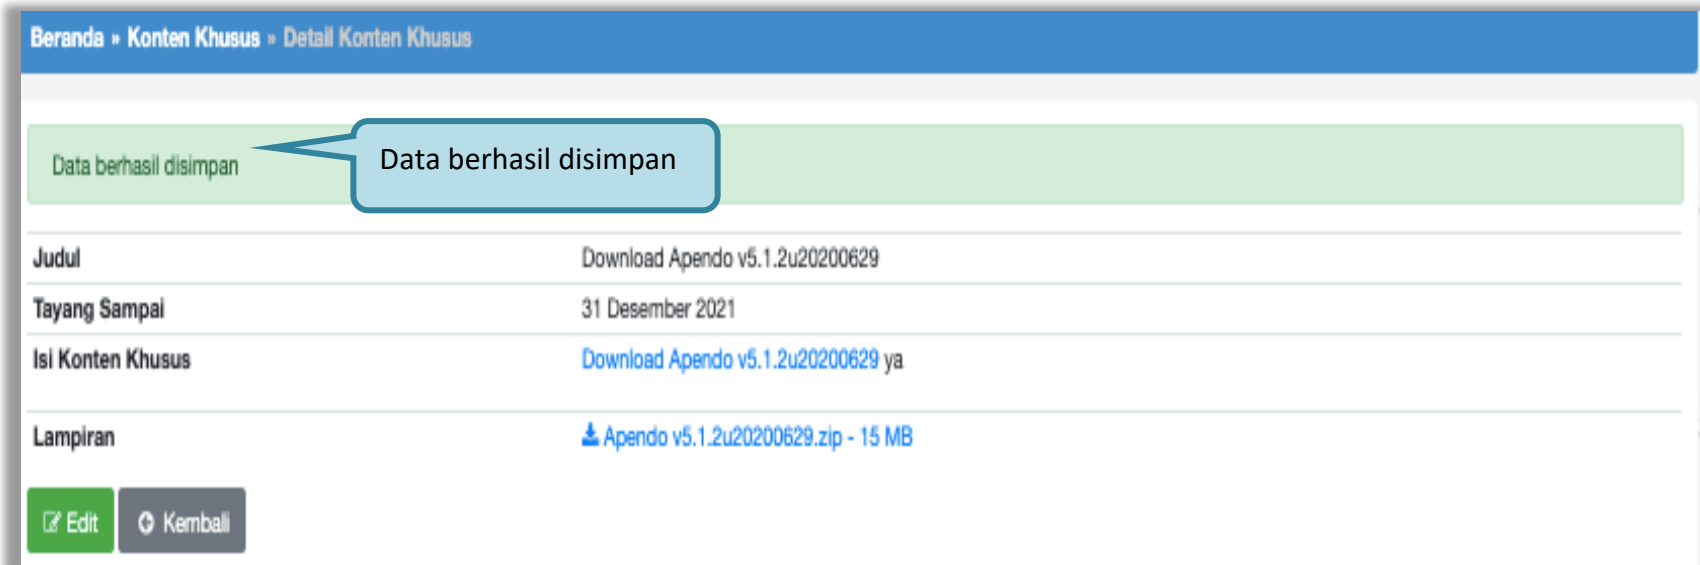 Beranda » Konten Khusus » Detail Konten Khusus
Data berhasil disimpan
Data berhasil disimpan
Judul Download Apendo v5.1.2u20200629
Tayang Sampai 31 Desember 2021
Isi Konten Khusus Download Apendo v5.1.2u20200629 ya
Lampiran Apendo v5.1.2u20200629.zip - 15 MB
Edit Kembali